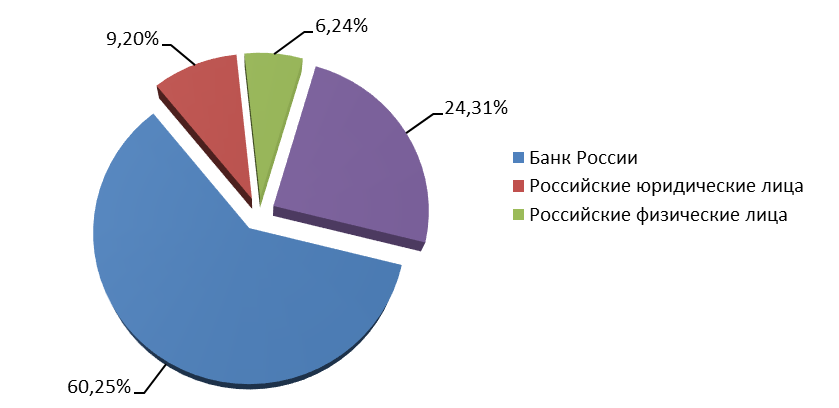 6,24%
9,20%
24,31%
Банк России
Российские юридические лица
Российские физические лица
60,25%